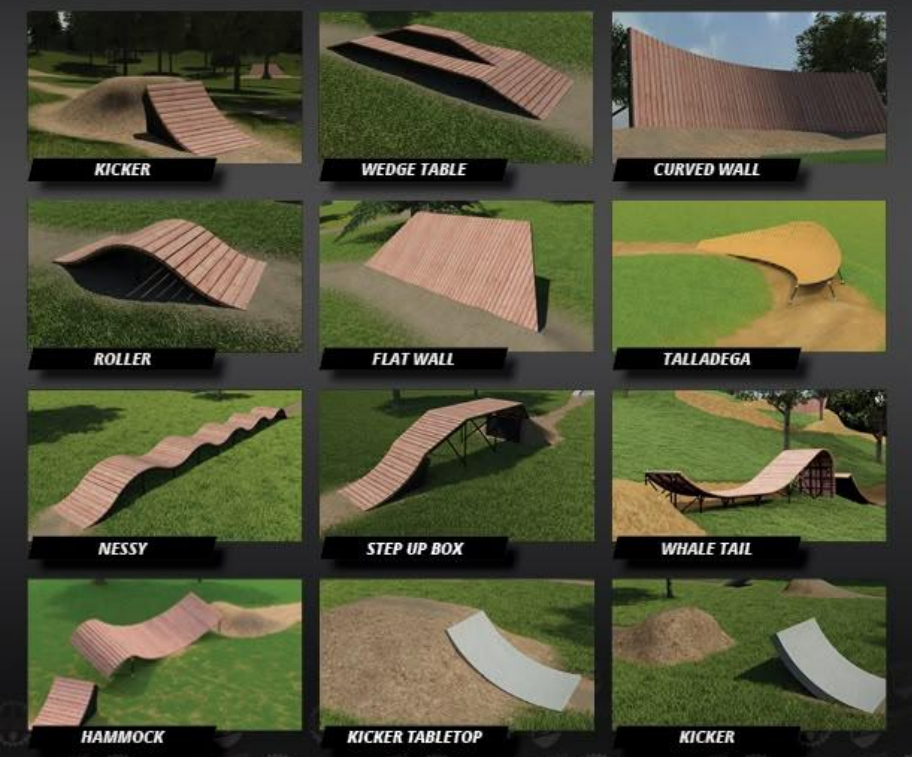 KICKER
WEDGE TABLE
CURVED WALL
ROLLER
FLAT WALL
TALLADEGA
NESSY
STEP UP BOX
WHALE TAIL
HAMMOCK
KICKER TABLETOP
KICKER